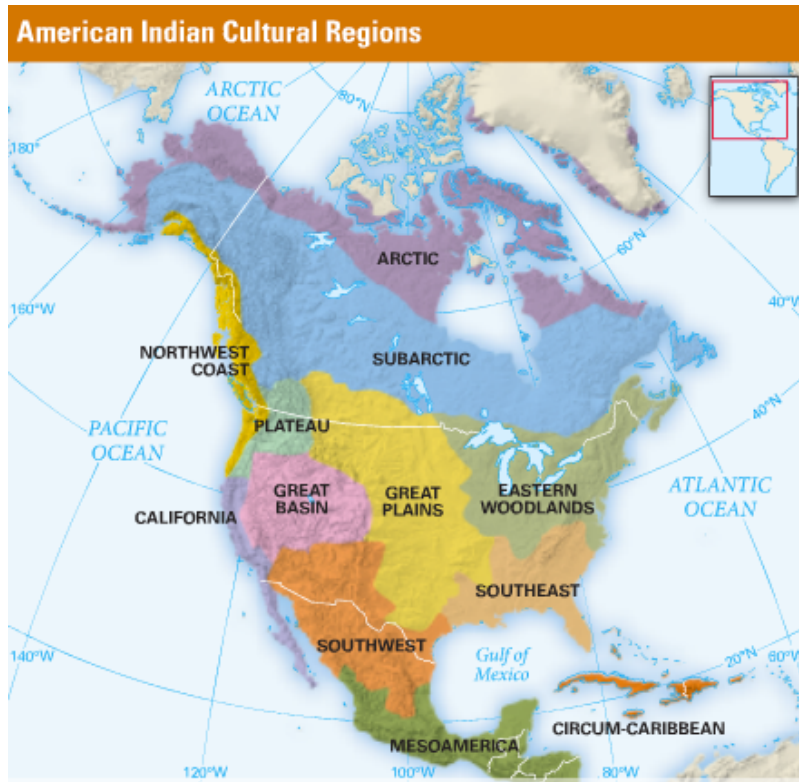 American Indian Cultural Regions
ARCTIC
OCEAN
80°N
180°
60°N
ARCTIC
160°W
40°W
NORTHWEST
COAST
SUBARCTIC
40°N
PLATEAU
PACIFIC
OCEAN
GREAT
BASIN
GREAT
PLAINS
EASTERN
WOODLANDS
ATLANTIC
OCEAN
CALIFORNIA
SOUTHEAST
SOUTHWEST
140°W
Gulf of
Mexico
20°N
60°W
CIRCUM-CARIBBEAN
MESOAMERICA
120°W
100°W
80°W